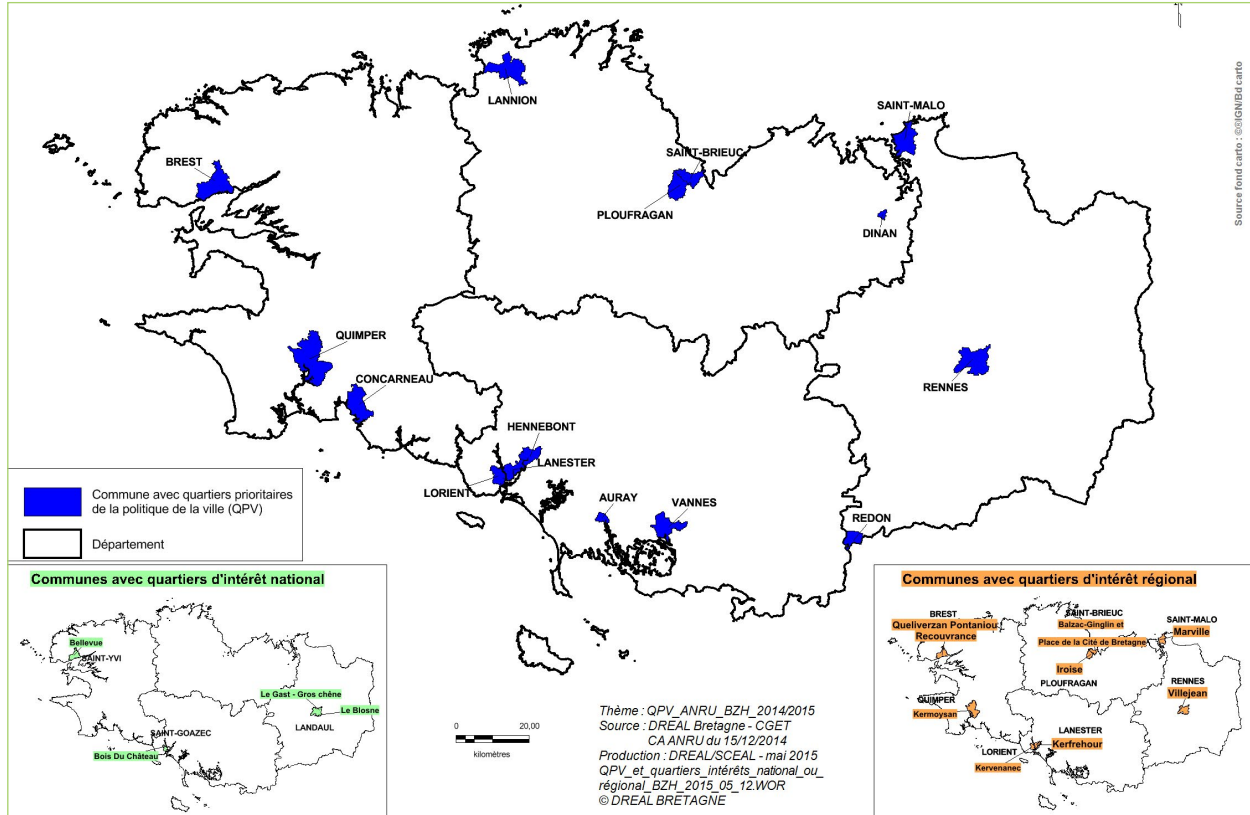 LANNION
SAINT-MALO
BREST
SAINT-BRIEUC
PLOUFRAGAN
DINAN
QUIMPER
CONCARNEAU
RENNES
HENNEBONT
LANESTER
LORIENT
AURAY
VANNES
REDON
Source fond carto : ©®IGN/Bd carto
Commune avec quartiers prioritaires
de la politique de la ville (QPV)
Département
Communes avec quartiers d'intérêt national
Bellevue
SAINT-YVI
Le Gast - Gros chêne
Le Blosne
LANDAUL
SAINT-GOAZEC
Bois Du Château
0 20,00
kilomètres
Thème : QPV_ANRU_BZH_2014/2015
Source : DREAL Bretagne - CGET
CA ANRU du 15/12/2014
Production : DREAL/SCEAL - mai 2015
QPV_et_quartiers_intérêts_national_ou_
régional_BZH_2015_05_12.WOR
© DREAL BRETAGNE
Communes avec quartiers d'intérêt régional
BREST
Queliverzan Pontaniou
Recouvrance
SAINT-BRIEUC
Balzac-Ginglin et
Place de la Cité de Bretagne
SAINT-MALO
Marville
Iroise
PLOUFRAGAN
RENNES
Villejean
QUIMPER
Kermoysan
LANESTER
Kerfrehour
LORIENT
Kervenanec